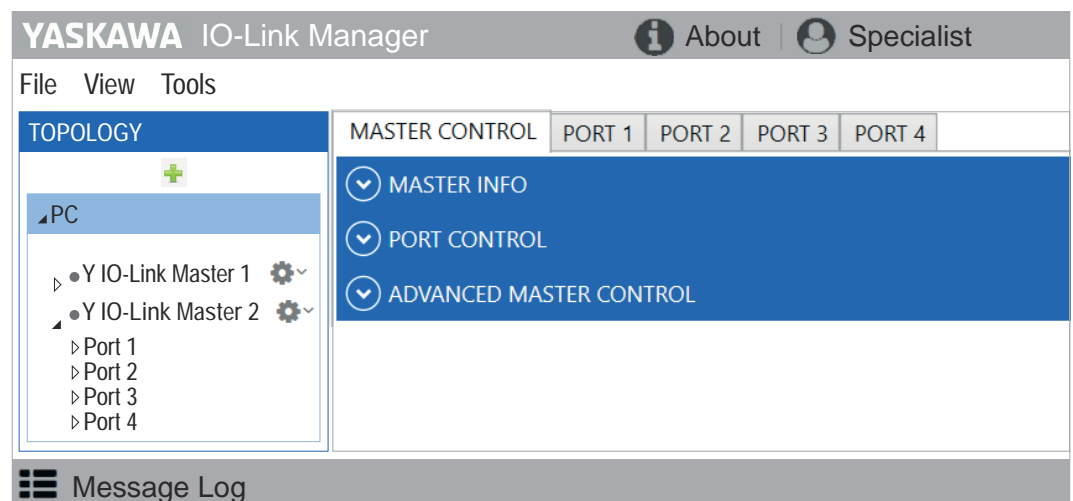 YASKAWA IO-Link Manager About Specialist
File View Tools
TOPOLOGY
PC
Y IO-Link Master 1
Y IO-Link Master 2
Port 1
Port 2
Port 3
Port 4
MASTER CONTROL PORT 1 PORT 2 PORT 3 PORT 4
MASTER INFO
PORT CONTROL
ADVANCED MASTER CONTROL
Message Log